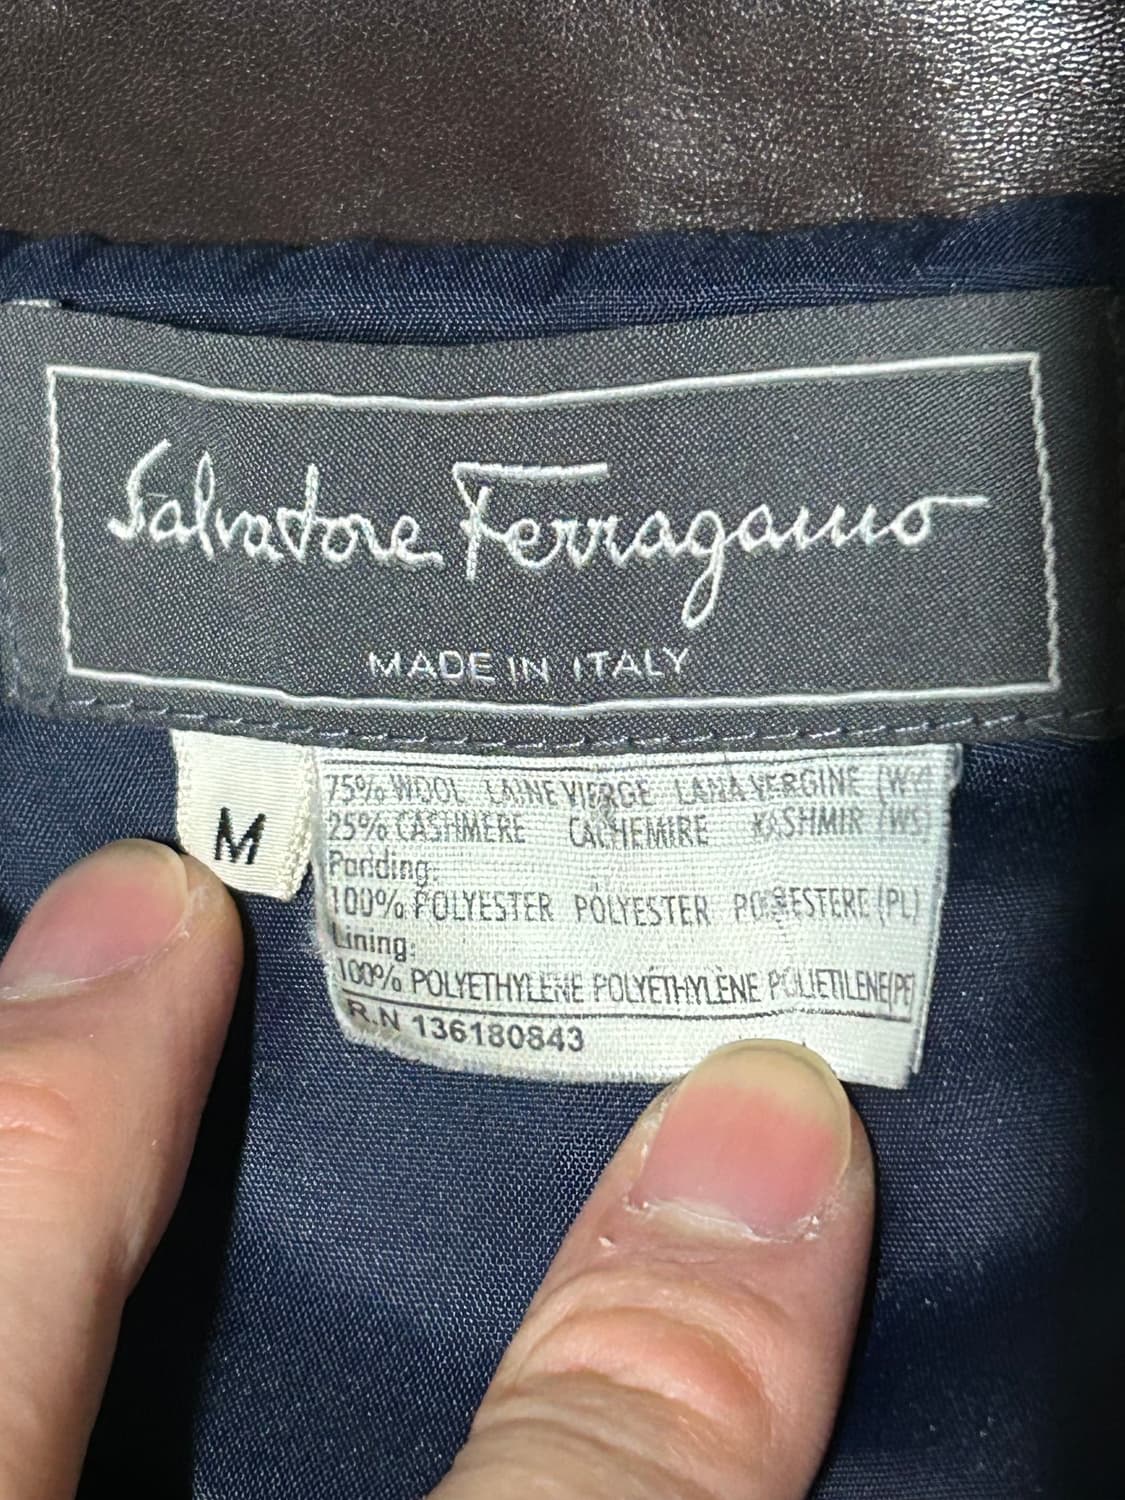 Salvatore Ferragamo
MADE IN ITALY
M
75% WOOL LAINE VIERGE LANA VERGINE
25% CASHMERE CACHEMIRE KASHMIR (WS)
Padding:
100% POLYESTER POLYESTER POLIESTERE (PL)
Lining:
100% POLYETHYLENE POLYÉTHYLÈNE POLIETILENE (PE)
R.N 136180843